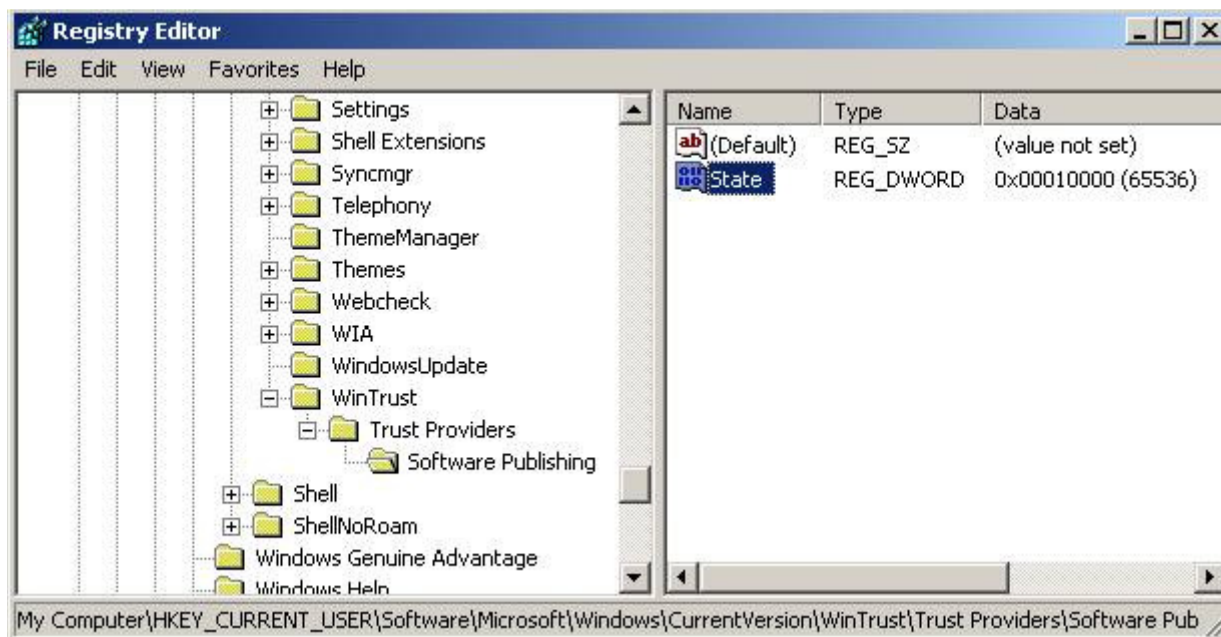 Registry Editor
File Edit View Favorites Help
Settings
Shell Extensions
Syncmgr
Telephony
ThemeManager
Themes
Webcheck
WIA
WindowsUpdate
WinTrust
Trust Providers
Software Publishing
Shell
ShellNoRoam
Windows Genuine Advantage
Windows Help
Name Type Data
(Default) REG_SZ (value not set)
State REG_DWORD 0x00010000 (65536)
My Computer\HKEY_CURRENT_USER\Software\Microsoft\Windows\CurrentVersion\WinTrust\Trust Providers\Software Pub